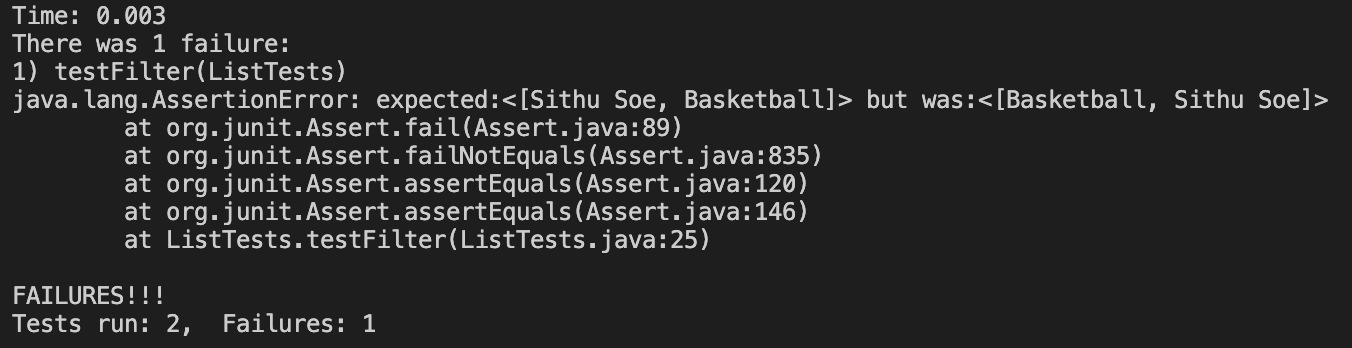 Time: 0.003
There was 1 failure:
1) testFilter(ListTests)
java.lang.AssertionError: expected:<[Sithu Soe, Basketball]> but was:<[Basketball, Sithu Soe]>
        at org.junit.Assert.fail(Assert.java:89)
        at org.junit.Assert.failNotEquals(Assert.java:835)
        at org.junit.Assert.assertEquals(Assert.java:120)
        at org.junit.Assert.assertEquals(Assert.java:146)
        at ListTests.testFilter(ListTests.java:25)

FAILURES!!!
Tests run: 2,  Failures: 1